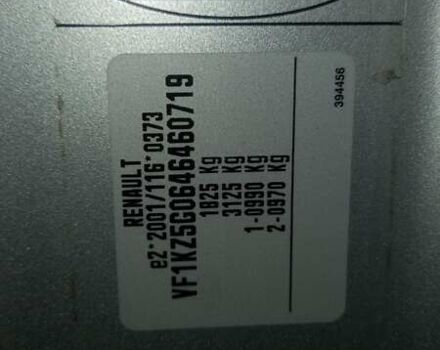 RENAULT
e2*2001/116*0373
VF1KZ5G0646460719
1825 Kg
3125 Kg
1-0990 Kg
2-0970 Kg
394456